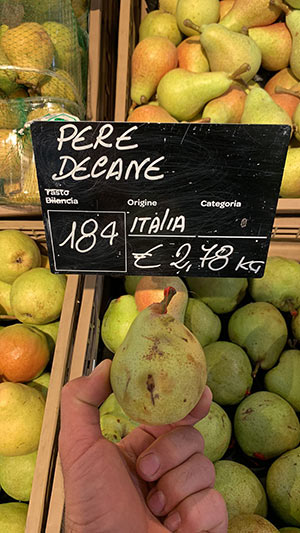 PERE
DECANE
Tasto
Bilancia
Origine
Categoria
184
ITALIA
€ 2,78 KG